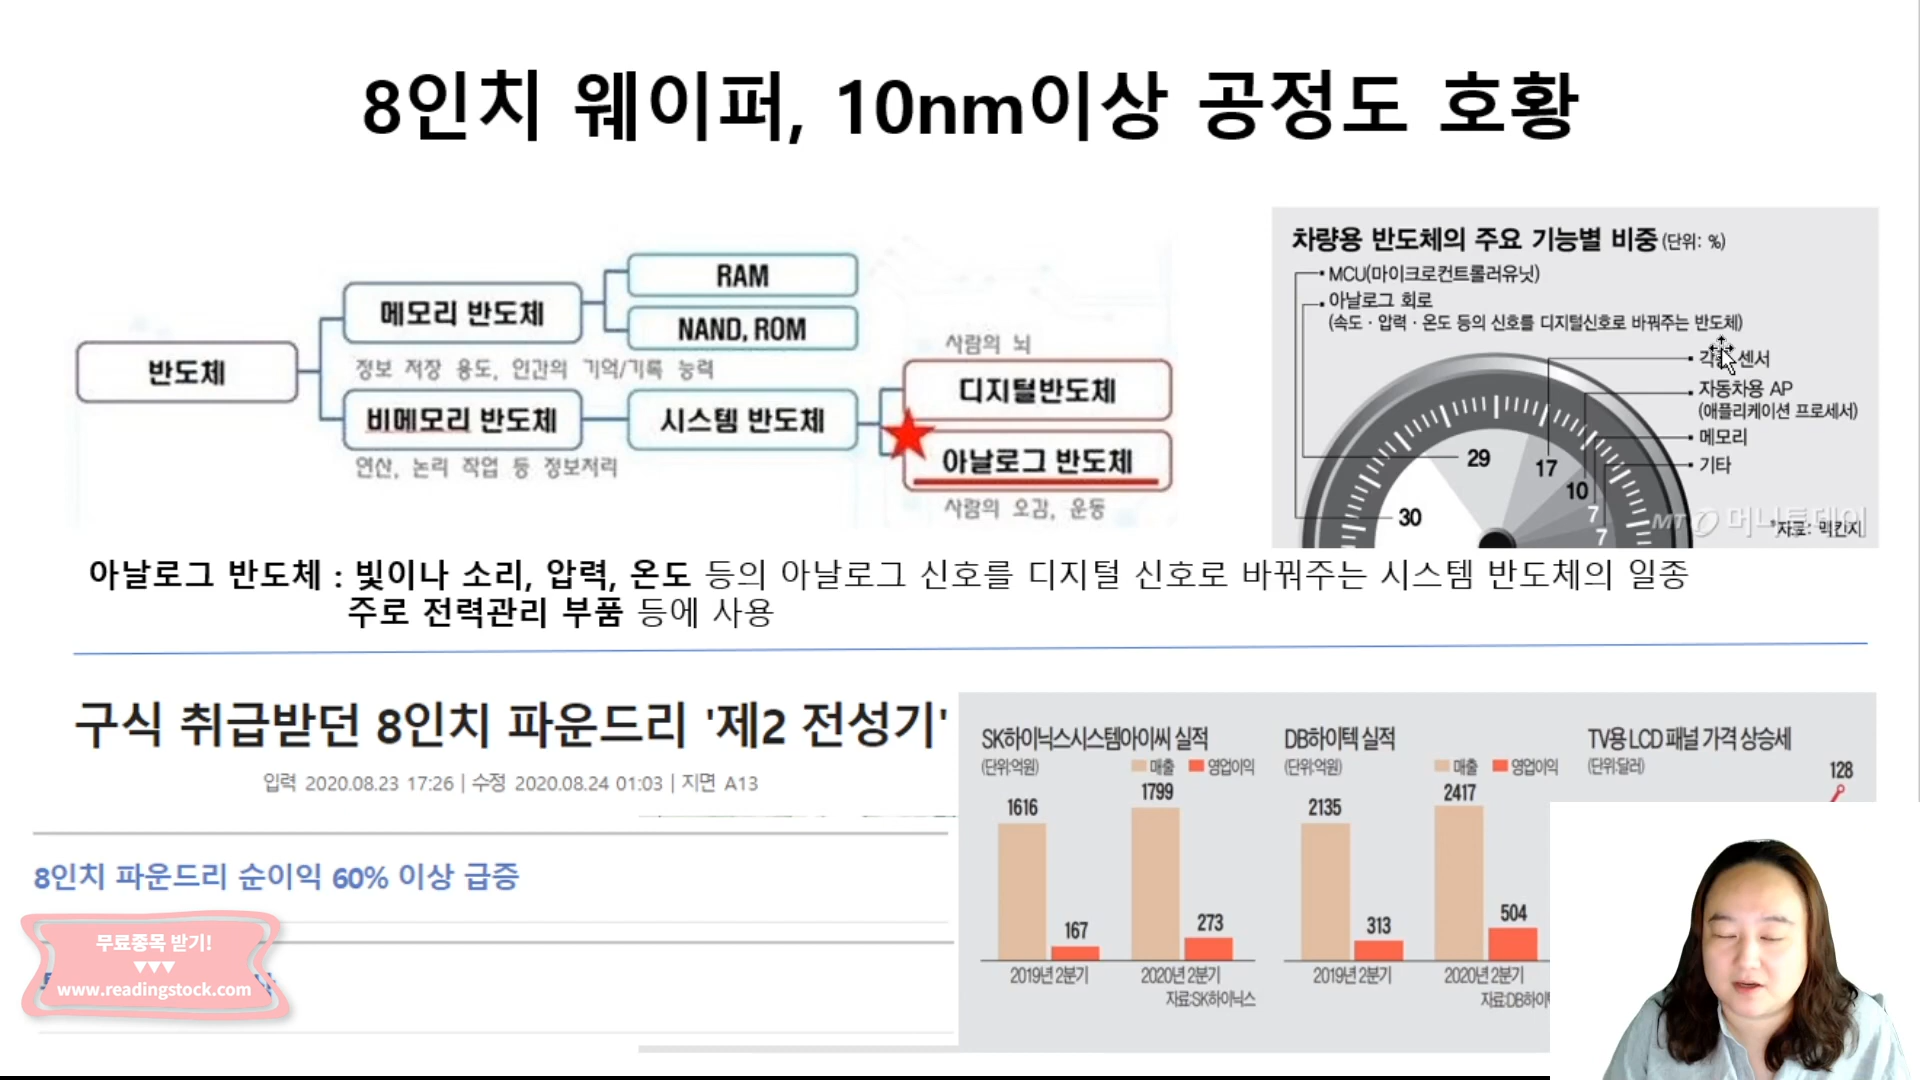 8인치 웨이퍼, 10nm이상 공정도 호황
반도체
메모리 반도체
정보 저장 용도, 인간의 기억/기록 능력
RAM
NAND, ROM
비메모리 반도체
연산, 논리 작업 등 정보처리
시스템 반도체
사람의 뇌
디지털반도체
아날로그 반도체
사람의 오감, 운동
차량용 반도체의 주요 기능별 비중 (단위: %)
MCU(마이크로컨트롤러유닛)
아날로그 회로
(속도 · 압력 · 온도 등의 신호를 디지털신호로 바꿔주는 반도체)
센서
자동차용 AP
(애플리케이션 프로세서)
메모리
기타
30
29
17
10
7
7
MT 머니투데이
*자료: 맥킨지
아날로그 반도체 : 빛이나 소리, 압력, 온도 등의 아날로그 신호를 디지털 신호로 바꿔주는 시스템 반도체의 일종
주로 전력관리 부품 등에 사용
구식 취급받던 8인치 파운드리 '제2 전성기'
입력 2020.08.23 17:26 | 수정 2020.08.24 01:03 | 지면 A13
8인치 파운드리 순이익 60% 이상 급증
무료종목 받기!
▼▼▼
www.readingstock.com
SK하이닉스시스템아이씨 실적
(단위:억원)
매출 영업이익
1616
167
1799
273
2019년 2분기
2020년 2분기
자료:SK하이닉스
DB하이텍 실적
(단위:억원)
매출 영업이익
2135
313
2417
504
2019년 2분기
2020년 2분기
자료:DB하이
TV용 LCD 패널 가격 상승세
(단위:달러)
128